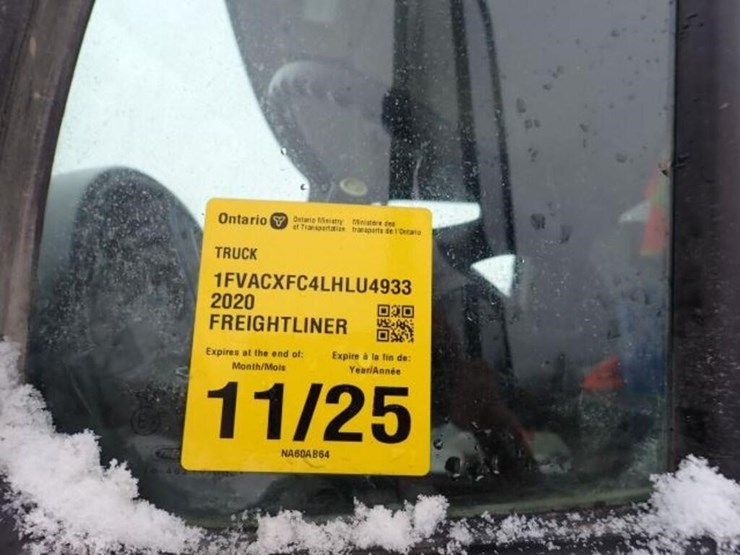 Ontario
Ontario Ministry of Transportation
Ministère des transports de l'Ontario
TRUCK
1FVACXFC4LHLU4933
2020
FREIGHTLINER
Expires at the end of:
Month/Mois
Expire à la fin de:
Year/Année
11/25
NA60AB64